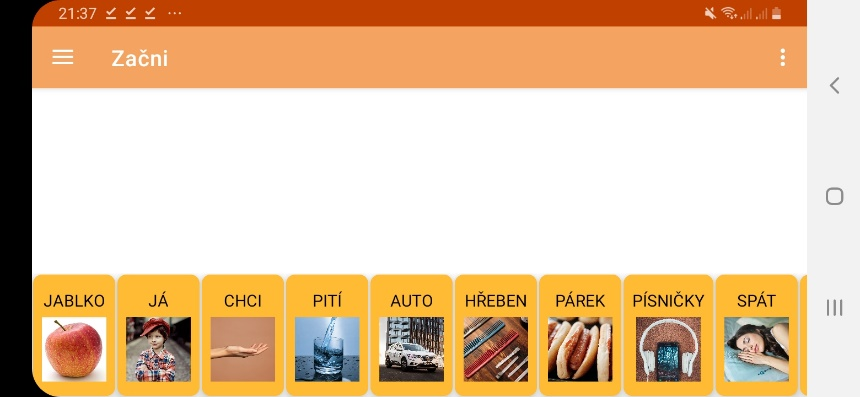 21:37
Začni
JABLKO
JÁ
CHCI
PITÍ
AUTO
HŘEBEN
PÁREK
PÍSNIČKY
SPÁT